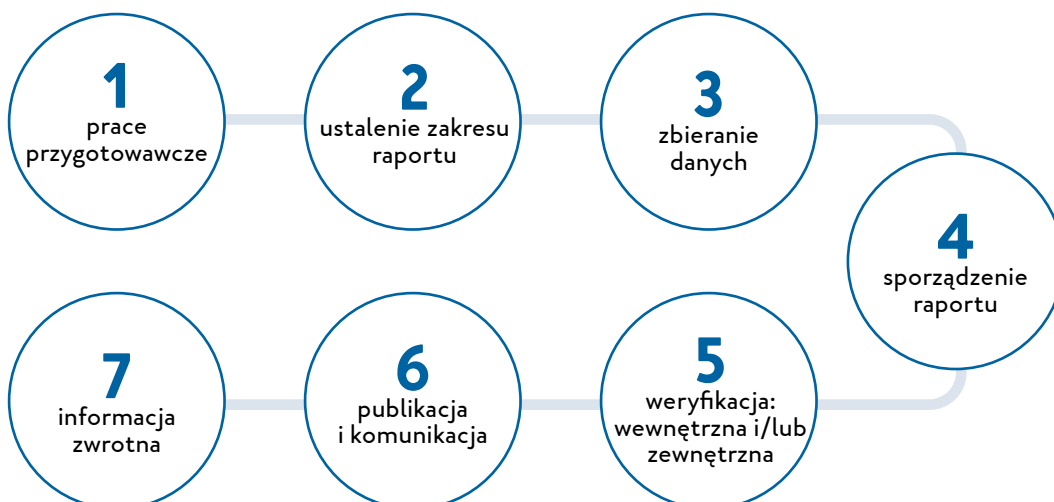 1
prace
przygotowawcze
2
ustalenie zakresu
raportu
3
zbieranie
danych
4
sporządzenie
raportu
5
weryfikacja:
wewnętrzna i/lub
zewnętrzna
6
publikacja
i komunikacja
7
informacja
zwrotna